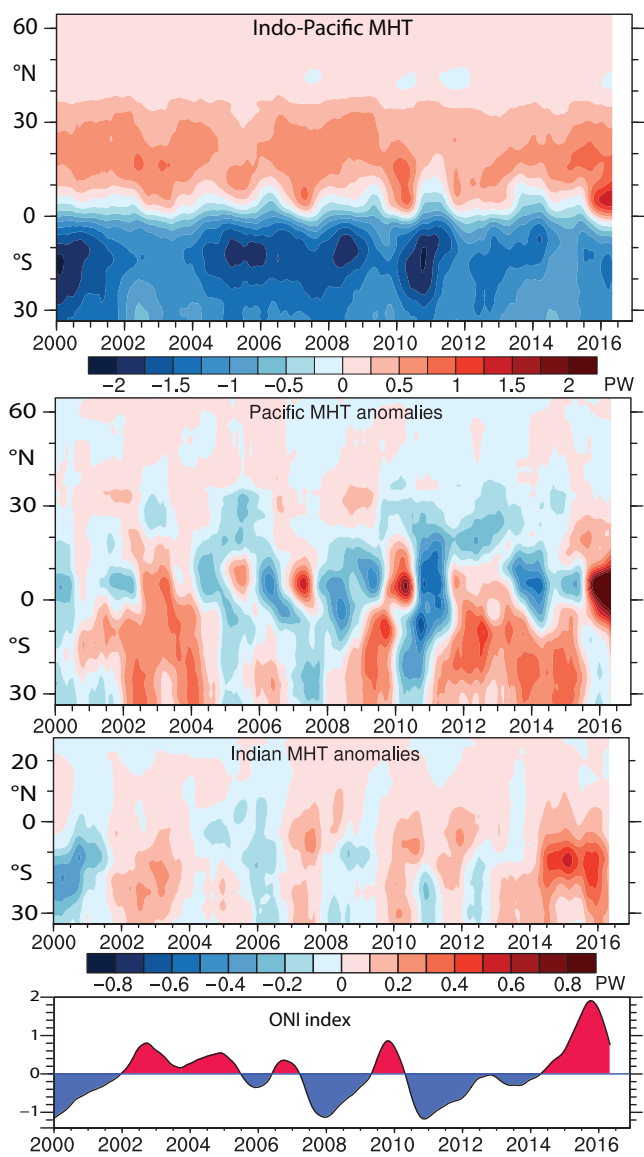 Indo-Pacific MHT
60
°N
30
0
°S
30
2000 2002 2004 2006 2008 2010 2012 2014 2016
−2 −1.5 −1 −0.5 0 0.5 1 1.5 2 PW
Pacific MHT anomalies
60
°N
30
0
°S
30
2000 2002 2004 2006 2008 2010 2012 2014 2016
Indian MHT anomalies
20
°N
0
°S
30
2000 2002 2004 2006 2008 2010 2012 2014 2016
−0.8 −0.6 −0.4 −0.2 0 0.2 0.4 0.6 0.8 PW
ONI index
2
1
0
−1
2000 2002 2004 2006 2008 2010 2012 2014 2016